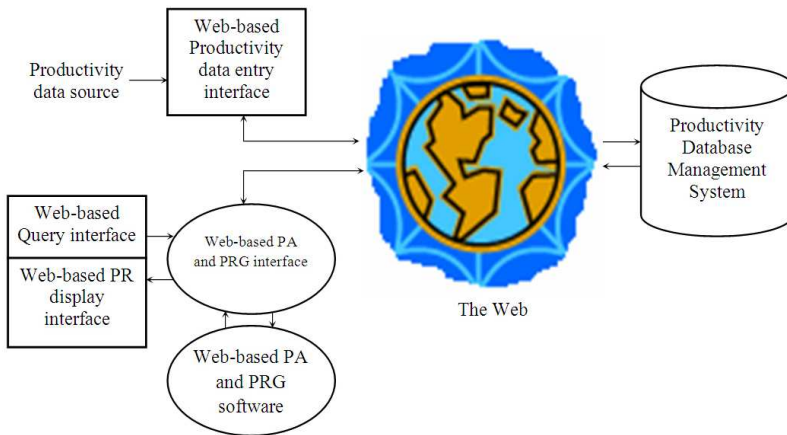 Web-based
Productivity
data entry
interface
Productivity
data source
Productivity
Database
Management
System
Web-based
Query interface
Web-based PA
and PRG interface
Web-based PR
display
interface
The Web
Web-based PA
and PRG
software